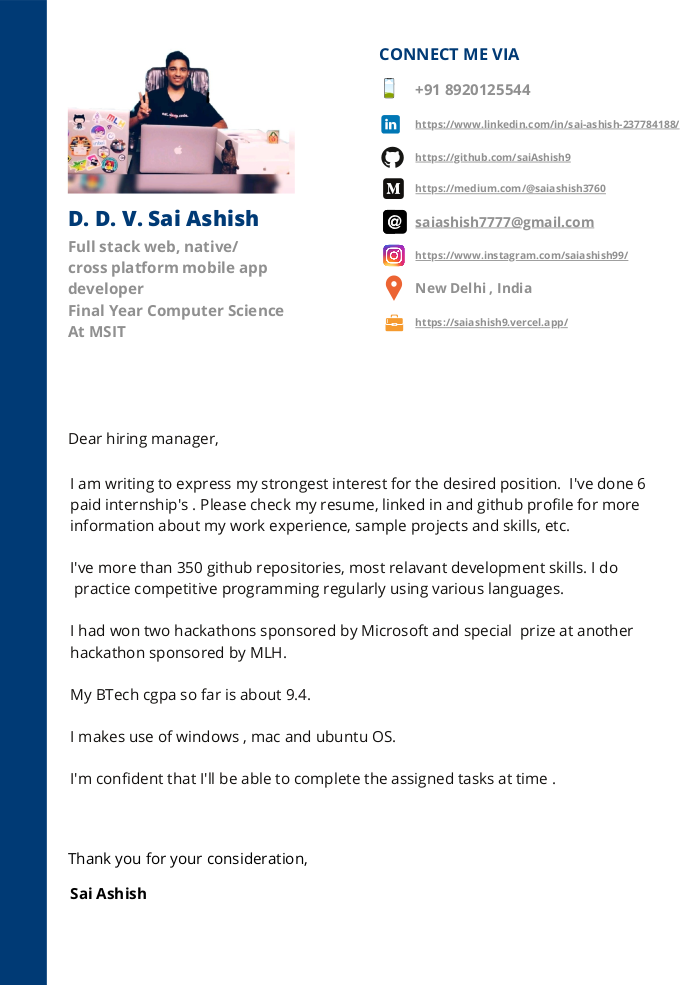 CONNECT ME VIA
+91 8920125544
https://www.linkedin.com/in/sai-ashish-237784188/
https://github.com/saiAshish9
https://medium.com/@saiashish3760
saiashish7777@gmail.com
https://www.instagram.com/saiashish99/
New Delhi , India
https://saiashish9.vercel.app/
D. D. V. Sai Ashish
Full stack web, native/
cross platform mobile app
developer
Final Year Computer Science
At MSIT
Dear hiring manager,
I am writing to express my strongest interest for the desired position.  I've done 6
paid internship's . Please check my resume, linked in and github profile for more
information about my work experience, sample projects and skills, etc.
I've more than 350 github repositories, most relavant development skills. I do
practice competitive programming regularly using various languages.
I had won two hackathons sponsored by Microsoft and special  prize at another
hackathon sponsored by MLH.
My BTech cgpa so far is about 9.4.
I makes use of windows , mac and ubuntu OS.
I'm confident that I'll be able to complete the assigned tasks at time .
Thank you for your consideration,
Sai Ashish